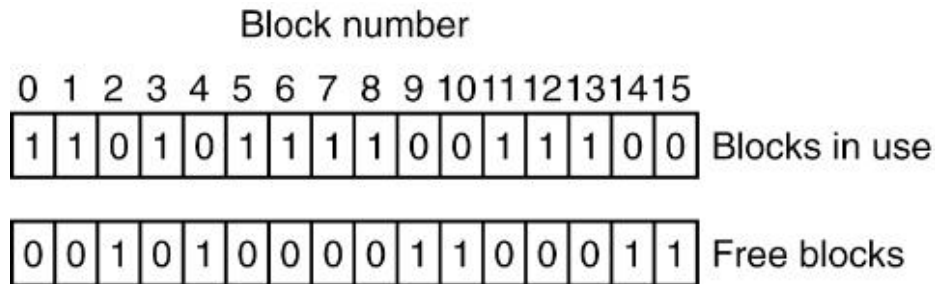 Block number
0 1 2 3 4 5 6 7 8 9 10 11 12 13 14 15
1 1 0 1 0 1 1 1 1 0 0 1 1 1 0 0 Blocks in use
0 0 1 0 1 0 0 0 0 1 1 0 0 0 1 1 Free blocks